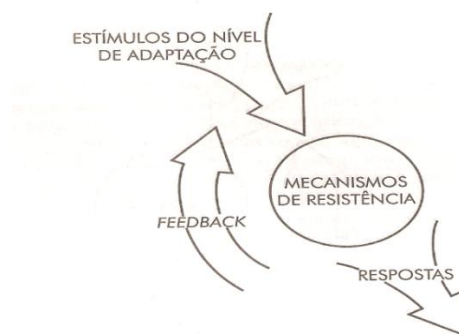 ESTÍMULOS DO NÍVEL
DE ADAPTAÇÃO
MECANISMOS
DE RESISTÊNCIA
FEEDBACK
RESPOSTAS